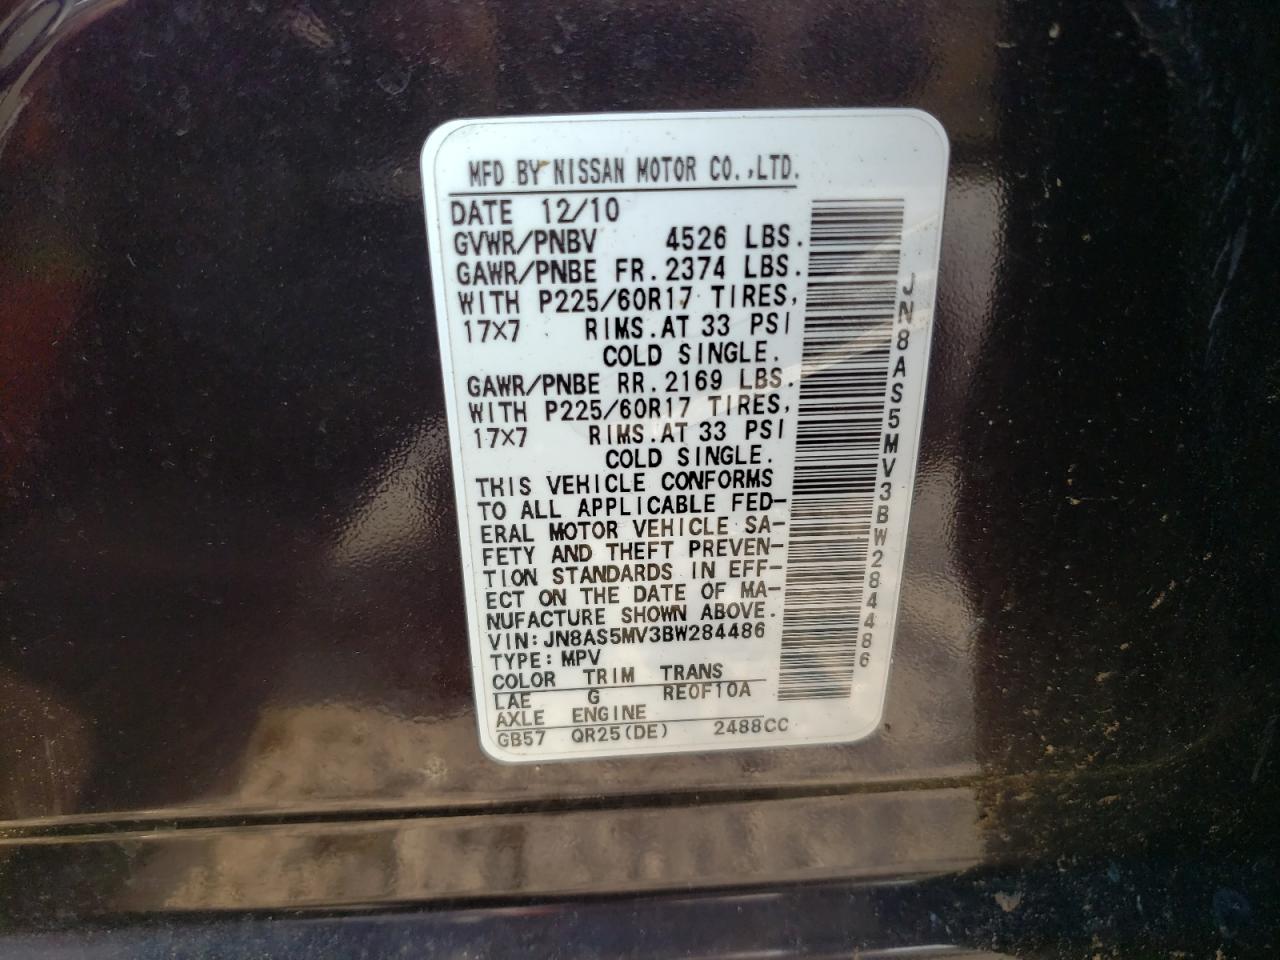 MFD BY NISSAN MOTOR CO.,LTD.
DATE 12/10
GVWR/PNBV 4526 LBS.
GAWR/PNBE FR.2374 LBS.
WITH P225/60R17 TIRES,
17X7 RIMS.AT 33 PSI
COLD SINGLE.
GAWR/PNBE RR.2169 LBS.
WITH P225/60R17 TIRES,
17X7 RIMS.AT 33 PSI
COLD SINGLE.
THIS VEHICLE CONFORMS
TO ALL APPLICABLE FED-
ERAL MOTOR VEHICLE SA-
FETY AND THEFT PREVEN-
TION STANDARDS IN EFF-
ECT ON THE DATE OF MA-
NUFACTURE SHOWN ABOVE.
VIN:JN8AS5MV3BW284486
TYPE:MPV
COLOR TRIM TRANS
LAE G RE0F10A
AXLE ENGINE
GB57 QR25(DE) 2488CC
JN8AS5MV3BW284486